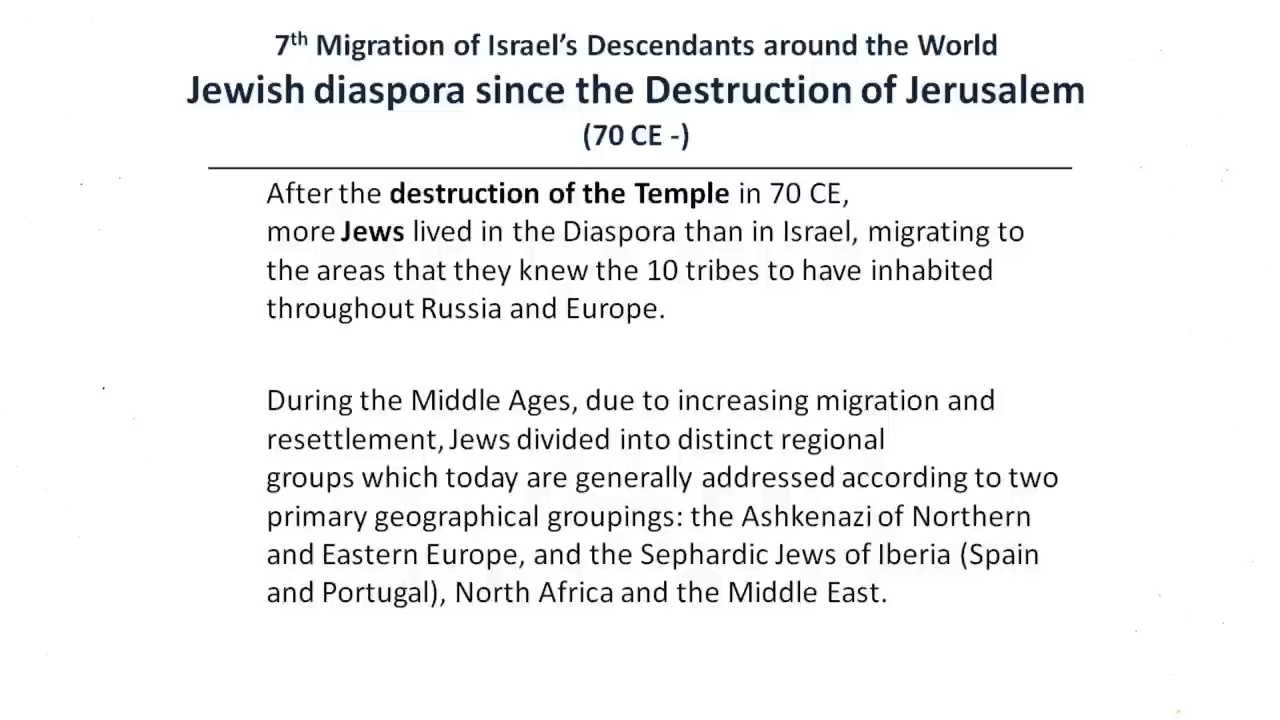 7th Migration of Israel’s Descendants around the World
Jewish diaspora since the Destruction of Jerusalem
(70 CE -)
After the destruction of the Temple in 70 CE,
more Jews lived in the Diaspora than in Israel, migrating to
the areas that they knew the 10 tribes to have inhabited
throughout Russia and Europe.
During the Middle Ages, due to increasing migration and
resettlement, Jews divided into distinct regional
groups which today are generally addressed according to two
primary geographical groupings: the Ashkenazi of Northern
and Eastern Europe, and the Sephardic Jews of Iberia (Spain
and Portugal), North Africa and the Middle East.